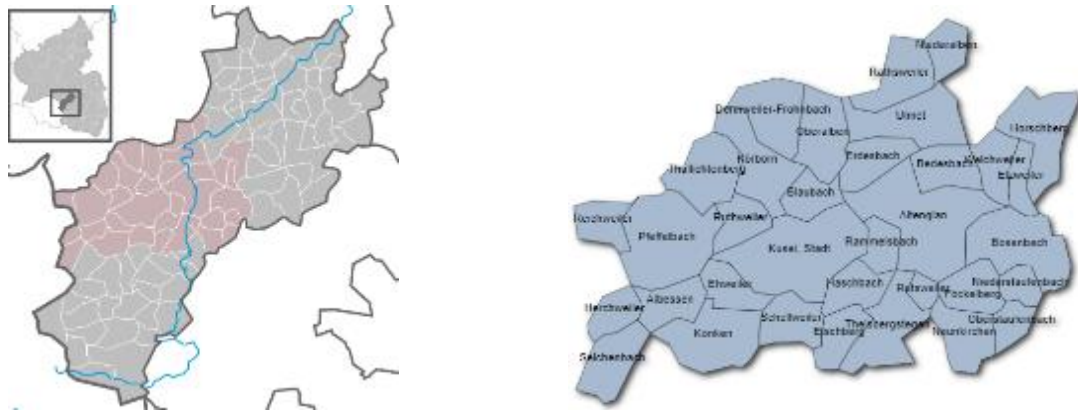 Niederalben
Rathsweiler
Dennweiler-Frohnbach
Ulmet
Oberalben
Horschbach
Erdesbach
Bedesbach
Welchweiler
Elzweiler
Körborn
Thallichtenberg
Blaubach
Reichweiler
Ruthweiler
Altenglan
Pfeffelbach
Kusel, Stadt
Rammelsbach
Bosenbach
Ehweiler
Haschbach
Rutsweiler
Niederstaufenbach
Föckelberg
Herchweiler
Albessen
Schellweiler
Oberstaufenbach
Konken
Etschberg
Theisbergstegen
Neunkirchen
Selchenbach